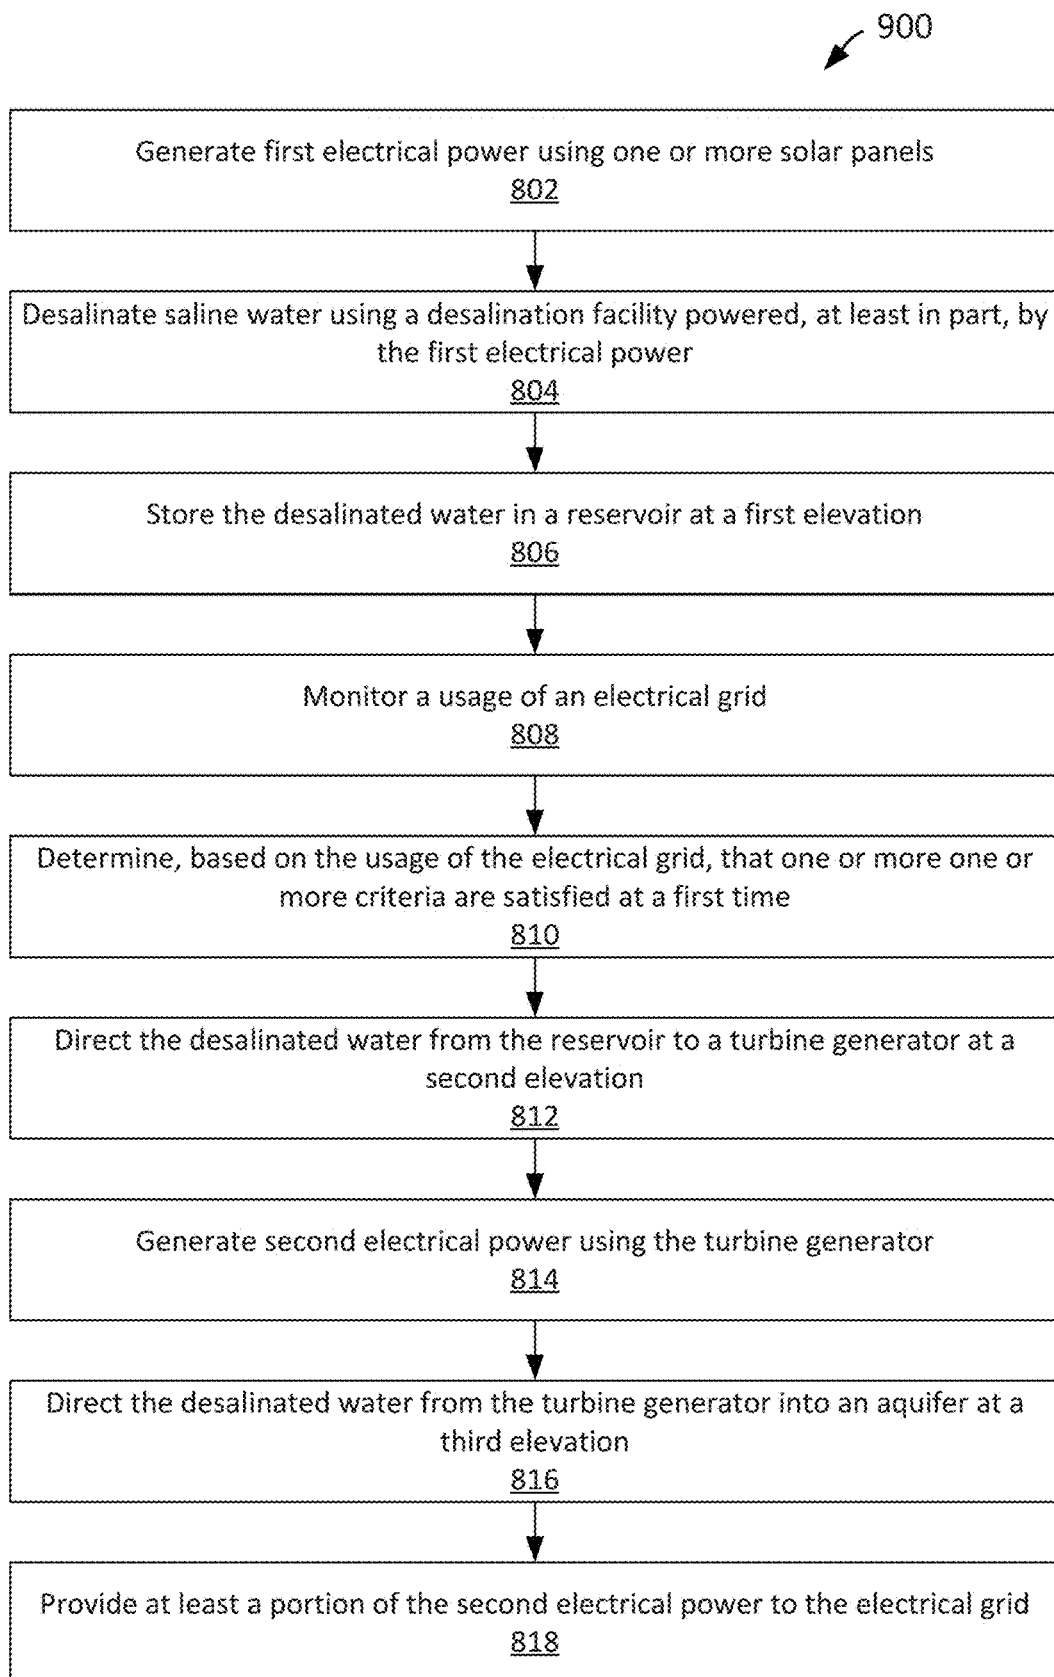 900
Generate first electrical power using one or more solar panels
802
Desalinate saline water using a desalination facility powered, at least in part, by
the first electrical power
804
Store the desalinated water in a reservoir at a first elevation
806
Monitor a usage of an electrical grid
808
Determine, based on the usage of the electrical grid, that one or more one or
more criteria are satisfied at a first time
810
Direct the desalinated water from the reservoir to a turbine generator at a
second elevation
812
Generate second electrical power using the turbine generator
814
Direct the desalinated water from the turbine generator into an aquifer at a
third elevation
816
Provide at least a portion of the second electrical power to the electrical grid
818